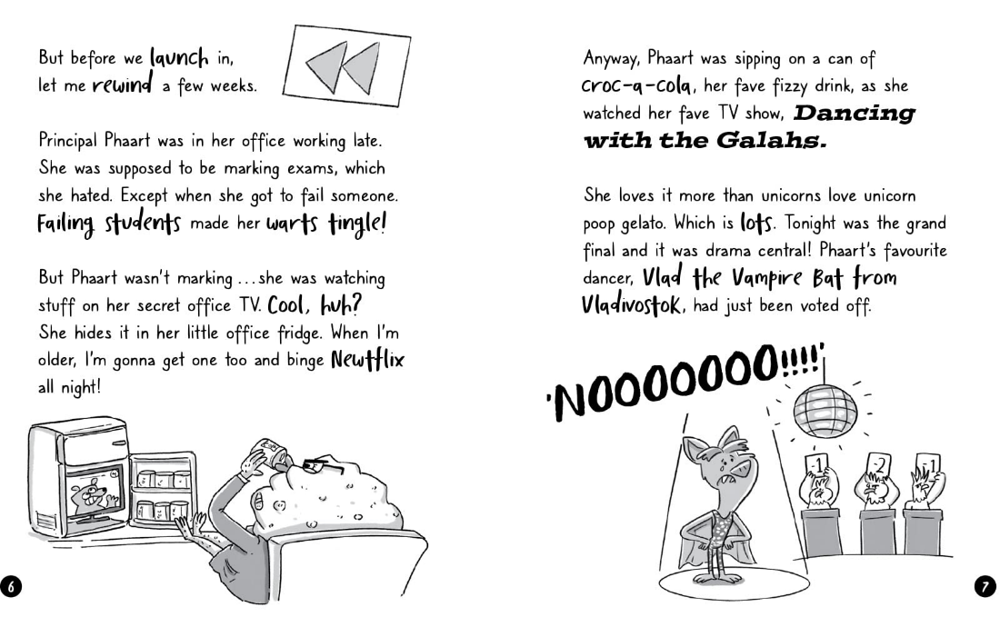 But before we launch in,
let me rewind a few weeks.
Principal Phaart was in her office working late.
She was supposed to be marking exams, which
she hated. Except when she got to fail someone.
Failing students made her warts tingle!
But Phaart wasn't marking ... she was watching
stuff on her secret office TV. Cool, huh?
She hides it in her little office fridge. When I'm
older, I'm gonna get one too and binge Newtflix
all night!
6
Anyway, Phaart was sipping on a can of
croc-a-cola, her fave fizzy drink, as she
watched her fave TV show, Dancing
with the Galahs.
She loves it more than unicorns love unicorn
poop gelato. Which is lots. Tonight was the grand
final and it was drama central! Phaart's favourite
dancer, Vlad the Vampire Bat from
Vladivostok, had just been voted off.
'NOOOOOOO!!!!'
-1
-2
-1
7